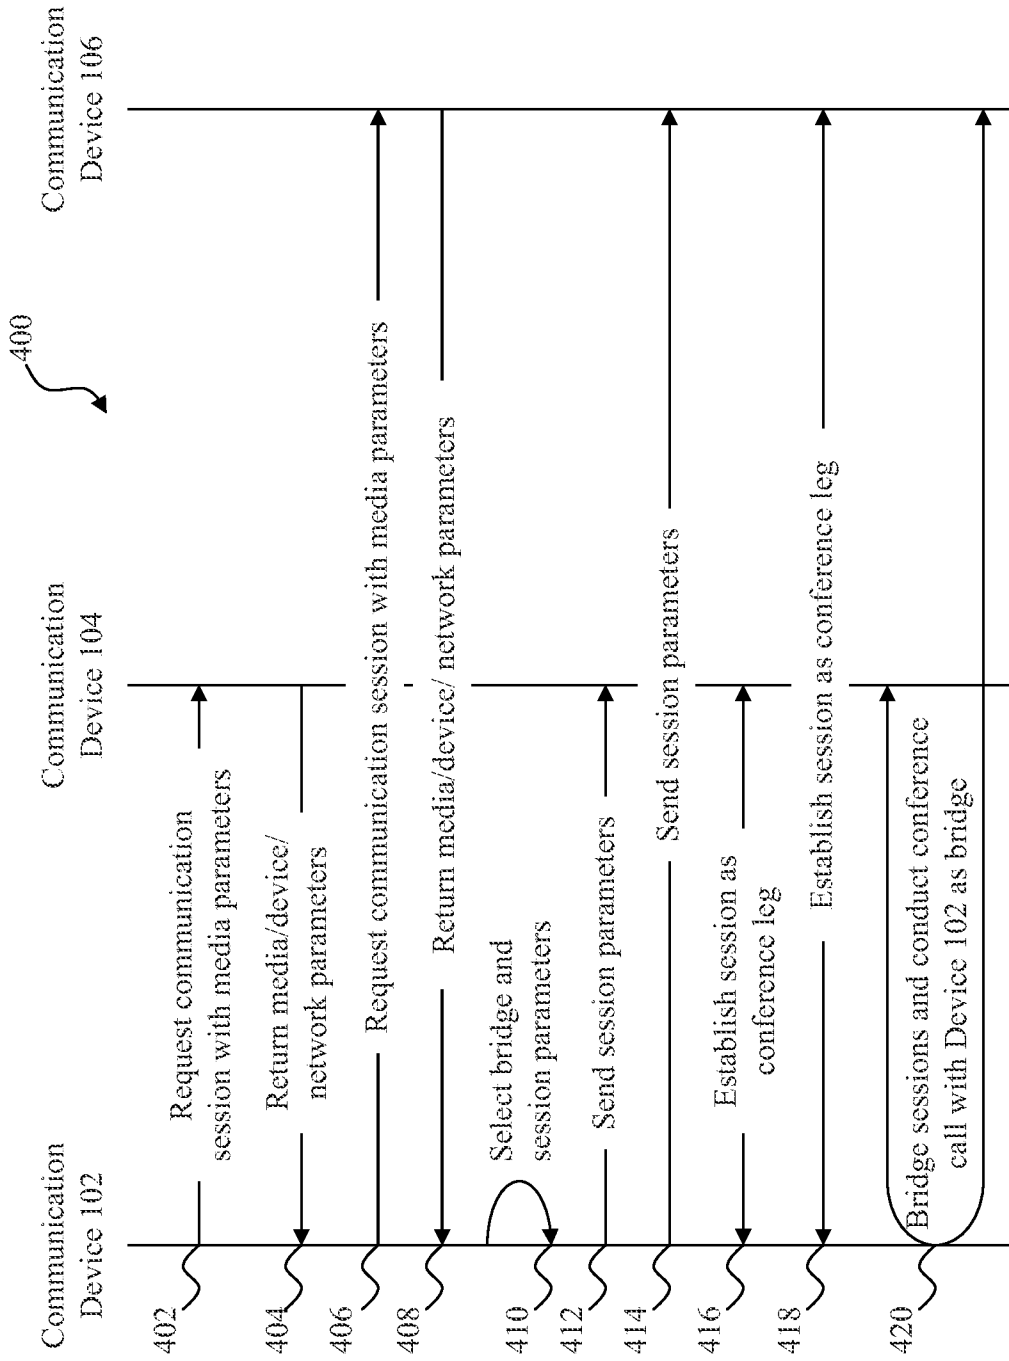 400
Communication
Device 102
Communication
Device 104
Communication
Device 106
402
Request communication
session with media parameters
404
Return media/device/
network parameters
406
Request communication session with media parameters
408
Return media/device/ network parameters
410
Select bridge and
session parameters
412
Send session parameters
414
Send session parameters
416
Establish session as
conference leg
418
Establish session as conference leg
420
Bridge sessions and conduct conference
call with Device 102 as bridge